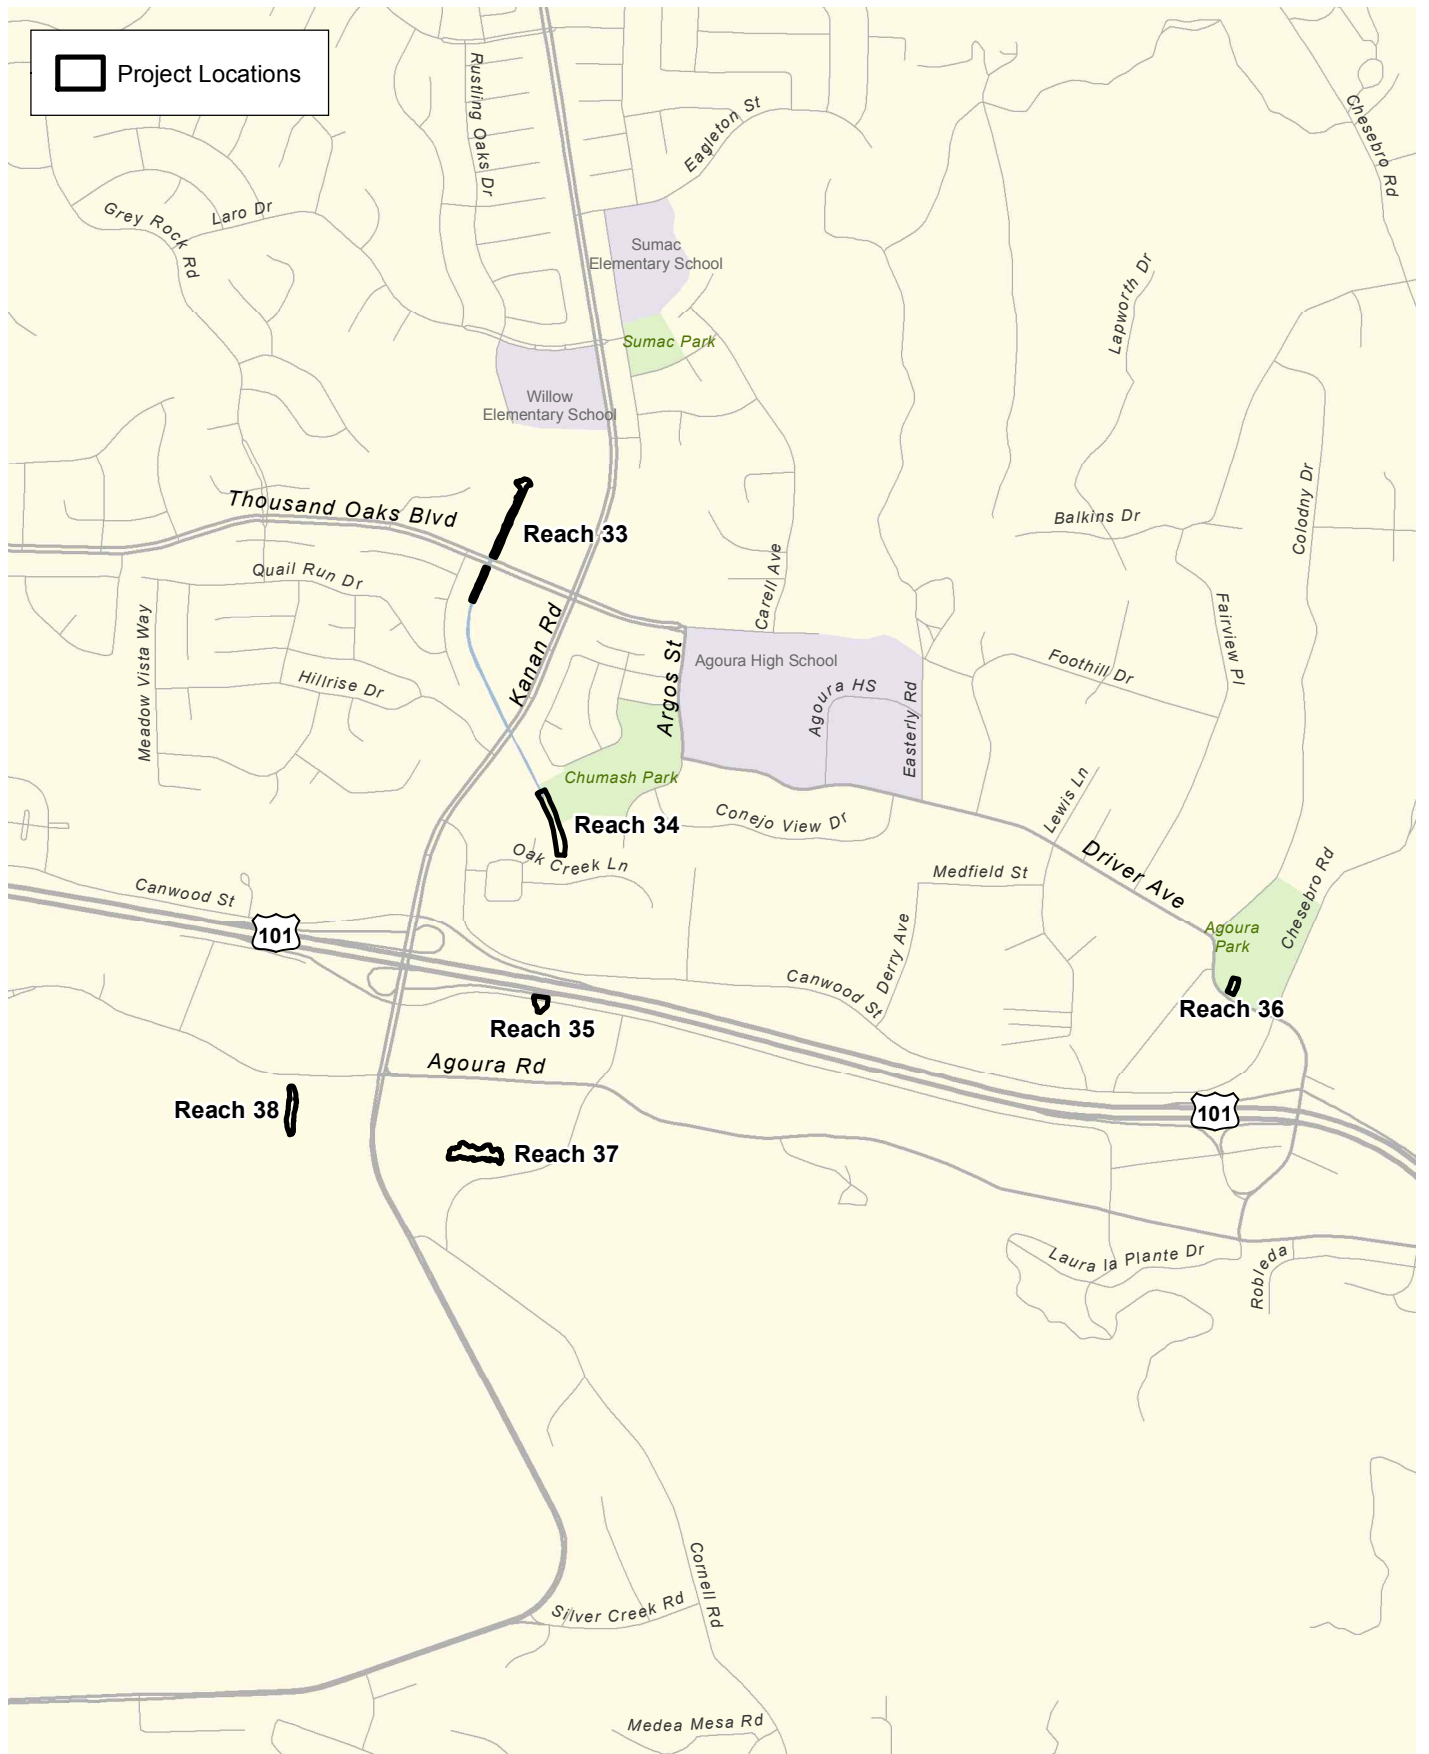 Project Locations
Rustling Oaks Dr
Eagleton St
Chesebro Rd
Grey Rock Rd
Laro Dr
Sumac
Elementary School
Lapworth Dr
Sumac Park
Willow
Elementary School
Thousand Oaks Blvd
Reach 33
Balkins Dr
Colodny Dr
Quail Run Dr
Carell Ave
Meadow Vista Way
Kanan Rd
Fairview Pl
Argos St
Agoura High School
Foothill Dr
Hillrise Dr
Agoura HS
Easterly Rd
Chumash Park
Lewis Ln
Reach 34
Conejo View Dr
Oak Creek Ln
Driver Ave
Medfield St
Chesebro Rd
Canwood St
101
Derry Ave
Agoura
Park
Canwood St
Reach 35
Reach 36
Agoura Rd
Reach 38
101
Reach 37
Laura la Plante Dr
Robleda
Cornell Rd
Silver Creek Rd
Medea Mesa Rd